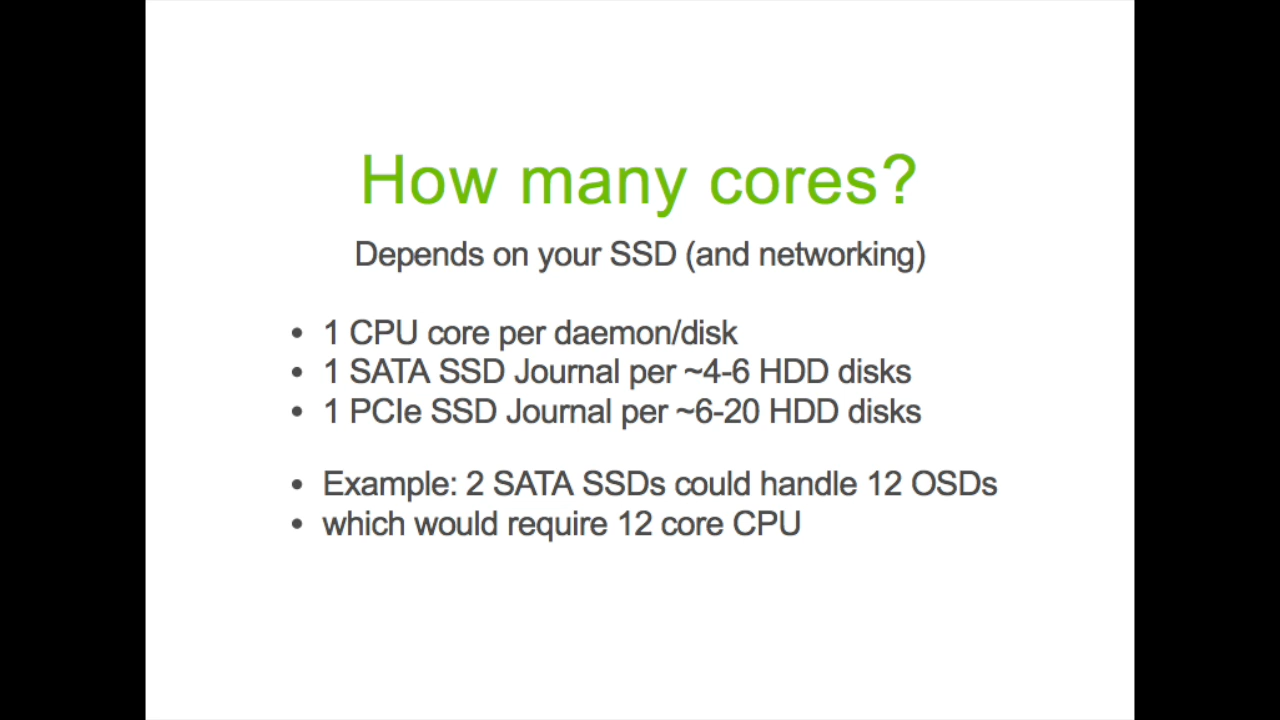 How many cores?
Depends on your SSD (and networking)
• 1 CPU core per daemon/disk
• 1 SATA SSD Journal per ~4-6 HDD disks
• 1 PCIe SSD Journal per ~6-20 HDD disks
• Example: 2 SATA SSDs could handle 12 OSDs
• which would require 12 core CPU